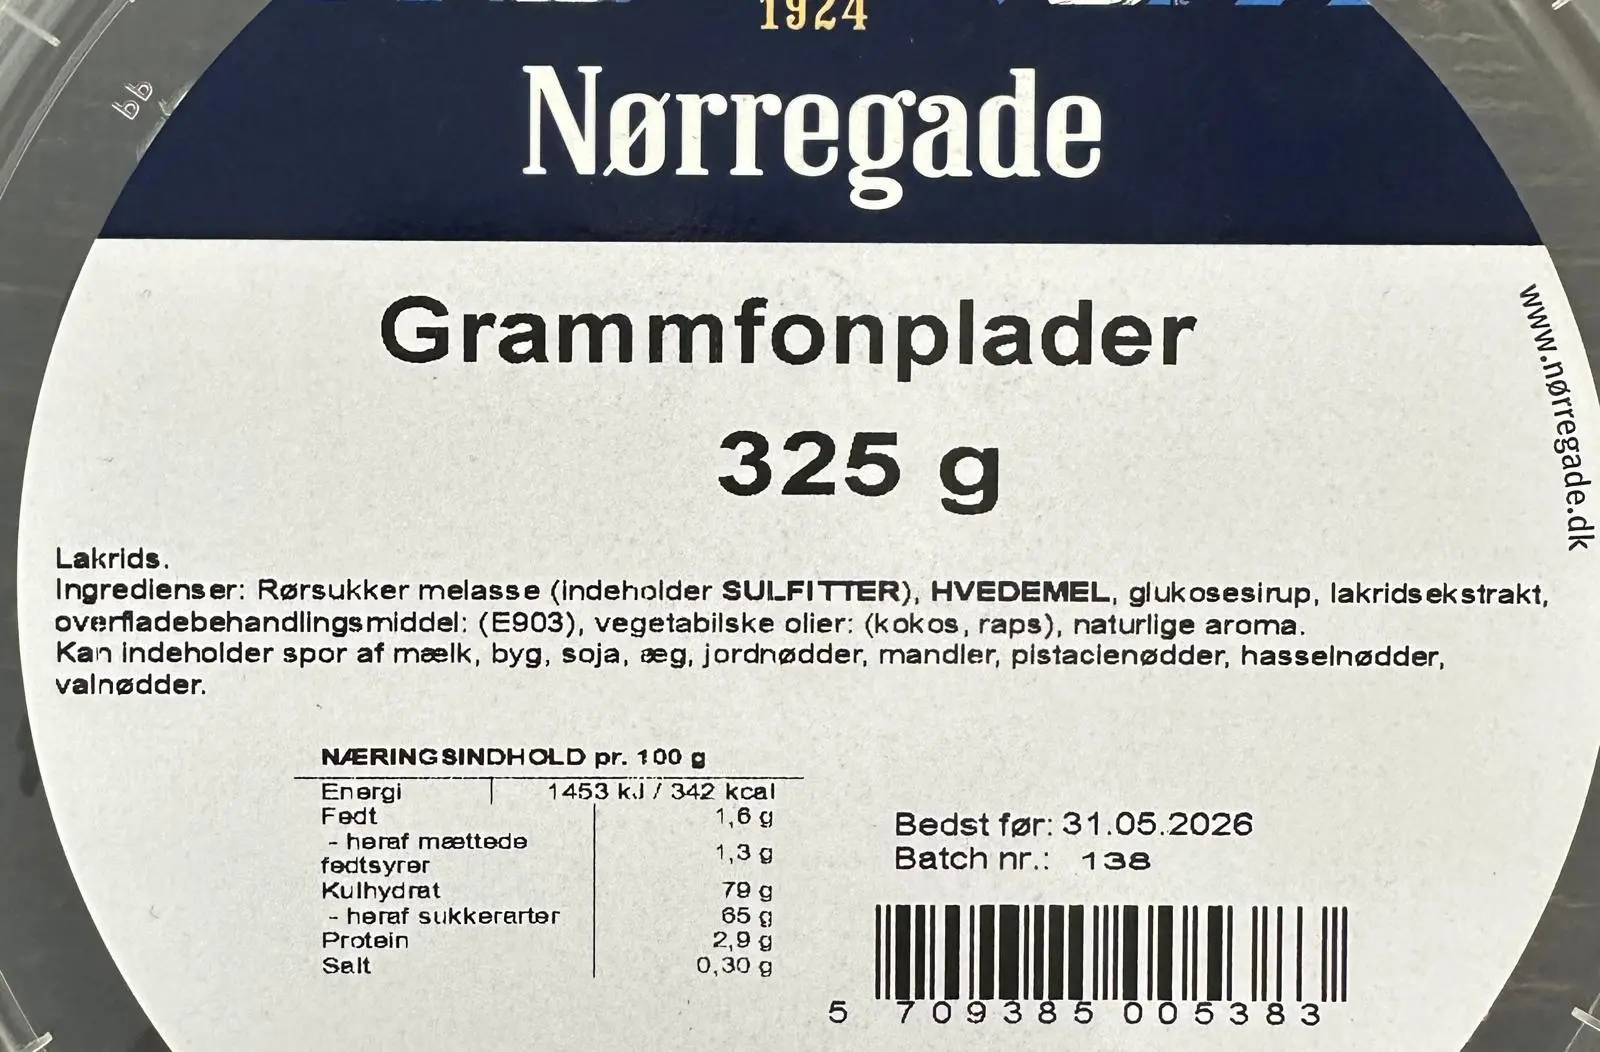 1924
Nørregade
Grammfonplader
325 g
www.nørregade.dk
Lakrids.
Ingredienser: Rørsukker melasse (indeholder SULFITTER), HVEDEMEL, glukosesirup, lakridsekstrakt,
overfladebehandlingsmiddel: (E903), vegetabilske olier: (kokos, raps), naturlige aroma.
Kan indeholder spor af mælk, byg, soja, æg, jordnødder, mandler, pistacienødder, hasselnødder,
valnødder.
NÆRINGSINDHOLD pr. 100 g
Energi 1453 kJ / 342 kcal
Fedt 1,6 g
- heraf mættede
fedtsyrer 1,3 g
Kulhydrat 79 g
- heraf sukkerarter 65 g
Protein 2,9 g
Salt 0,30 g
Bedst før: 31.05.2026
Batch nr.: 138
5 709385 005383